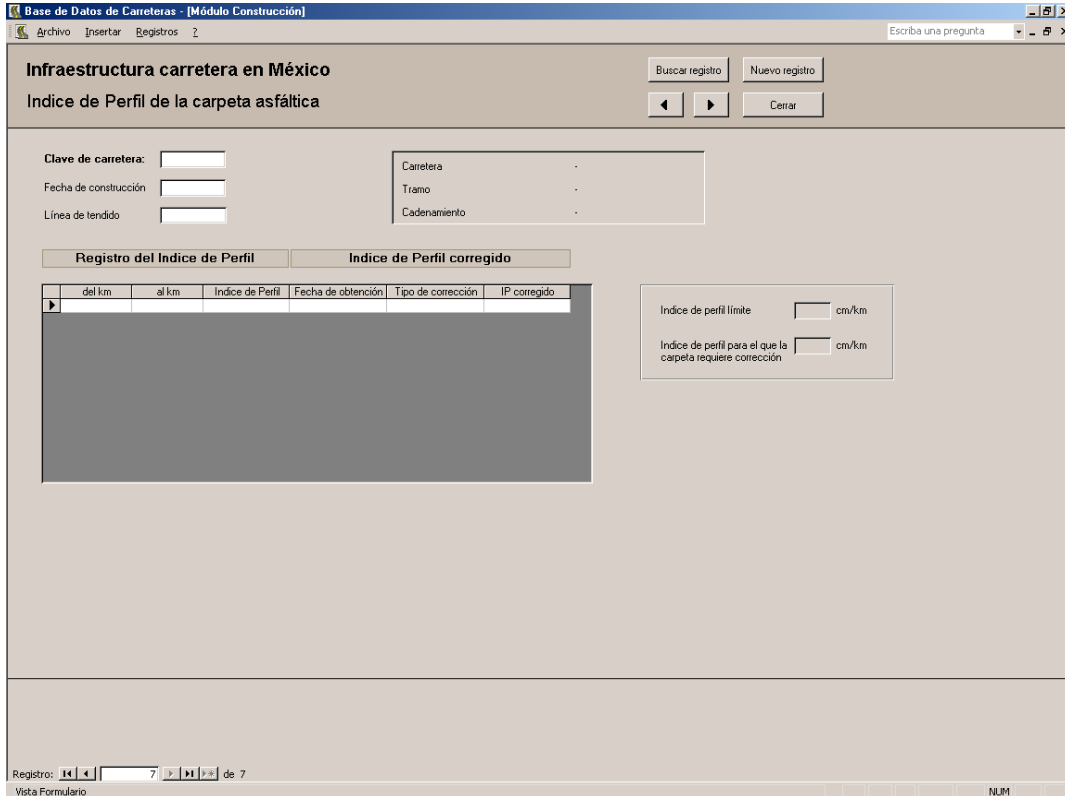 Base de Datos de Carreteras - [Módulo Construcción]
Archivo Insertar Registros ?
Escriba una pregunta
Infraestructura carretera en México
Indice de Perfil de la carpeta asfáltica
Buscar registro
Nuevo registro
Cerrar
Clave de carretera:
Fecha de construcción
Línea de tendido
Carretera -
Tramo -
Cadenamiento -
Registro del Indice de Perfil
Indice de Perfil corregido
del km al km Indice de Perfil Fecha de obtención Tipo de corrección IP corregido
Indice de perfil límite cm/km
Indice de perfil para el que la cm/km
carpeta requiere corrección
Registro: 7 de 7
Vista Formulario NUM